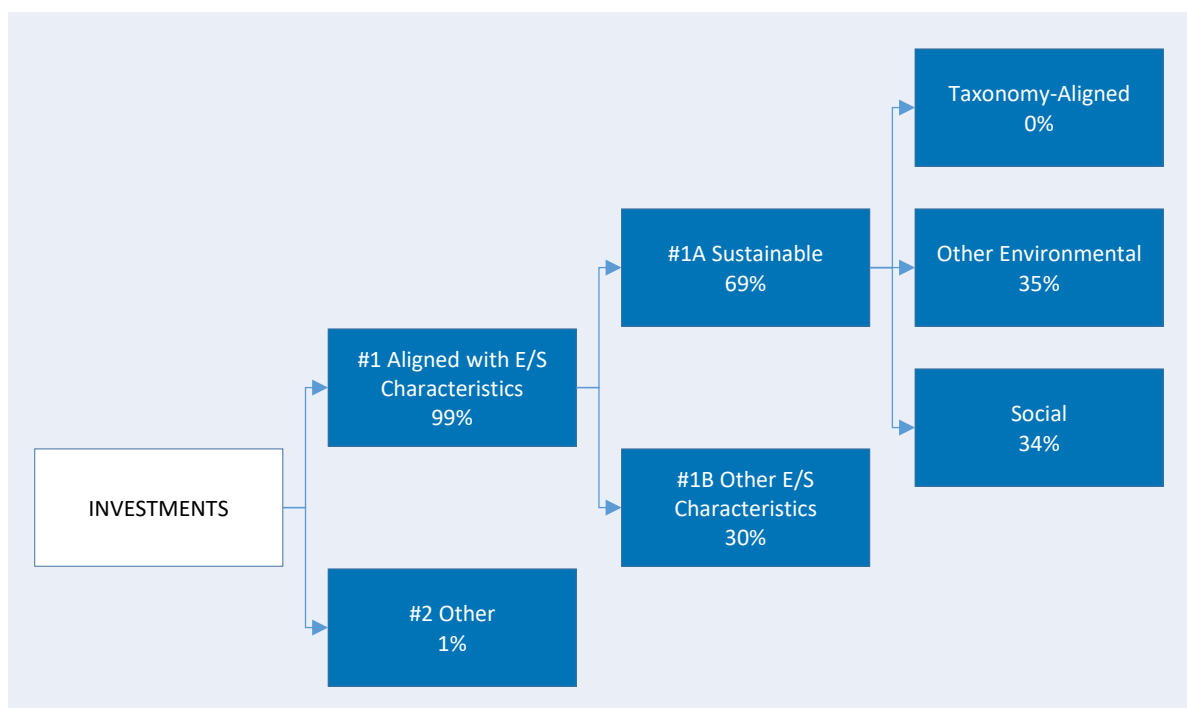 INVESTMENTS
#1 Aligned with E/S
Characteristics
99%
#2 Other
1%
#1A Sustainable
69%
#1B Other E/S
Characteristics
30%
Taxonomy-Aligned
0%
Other Environmental
35%
Social
34%